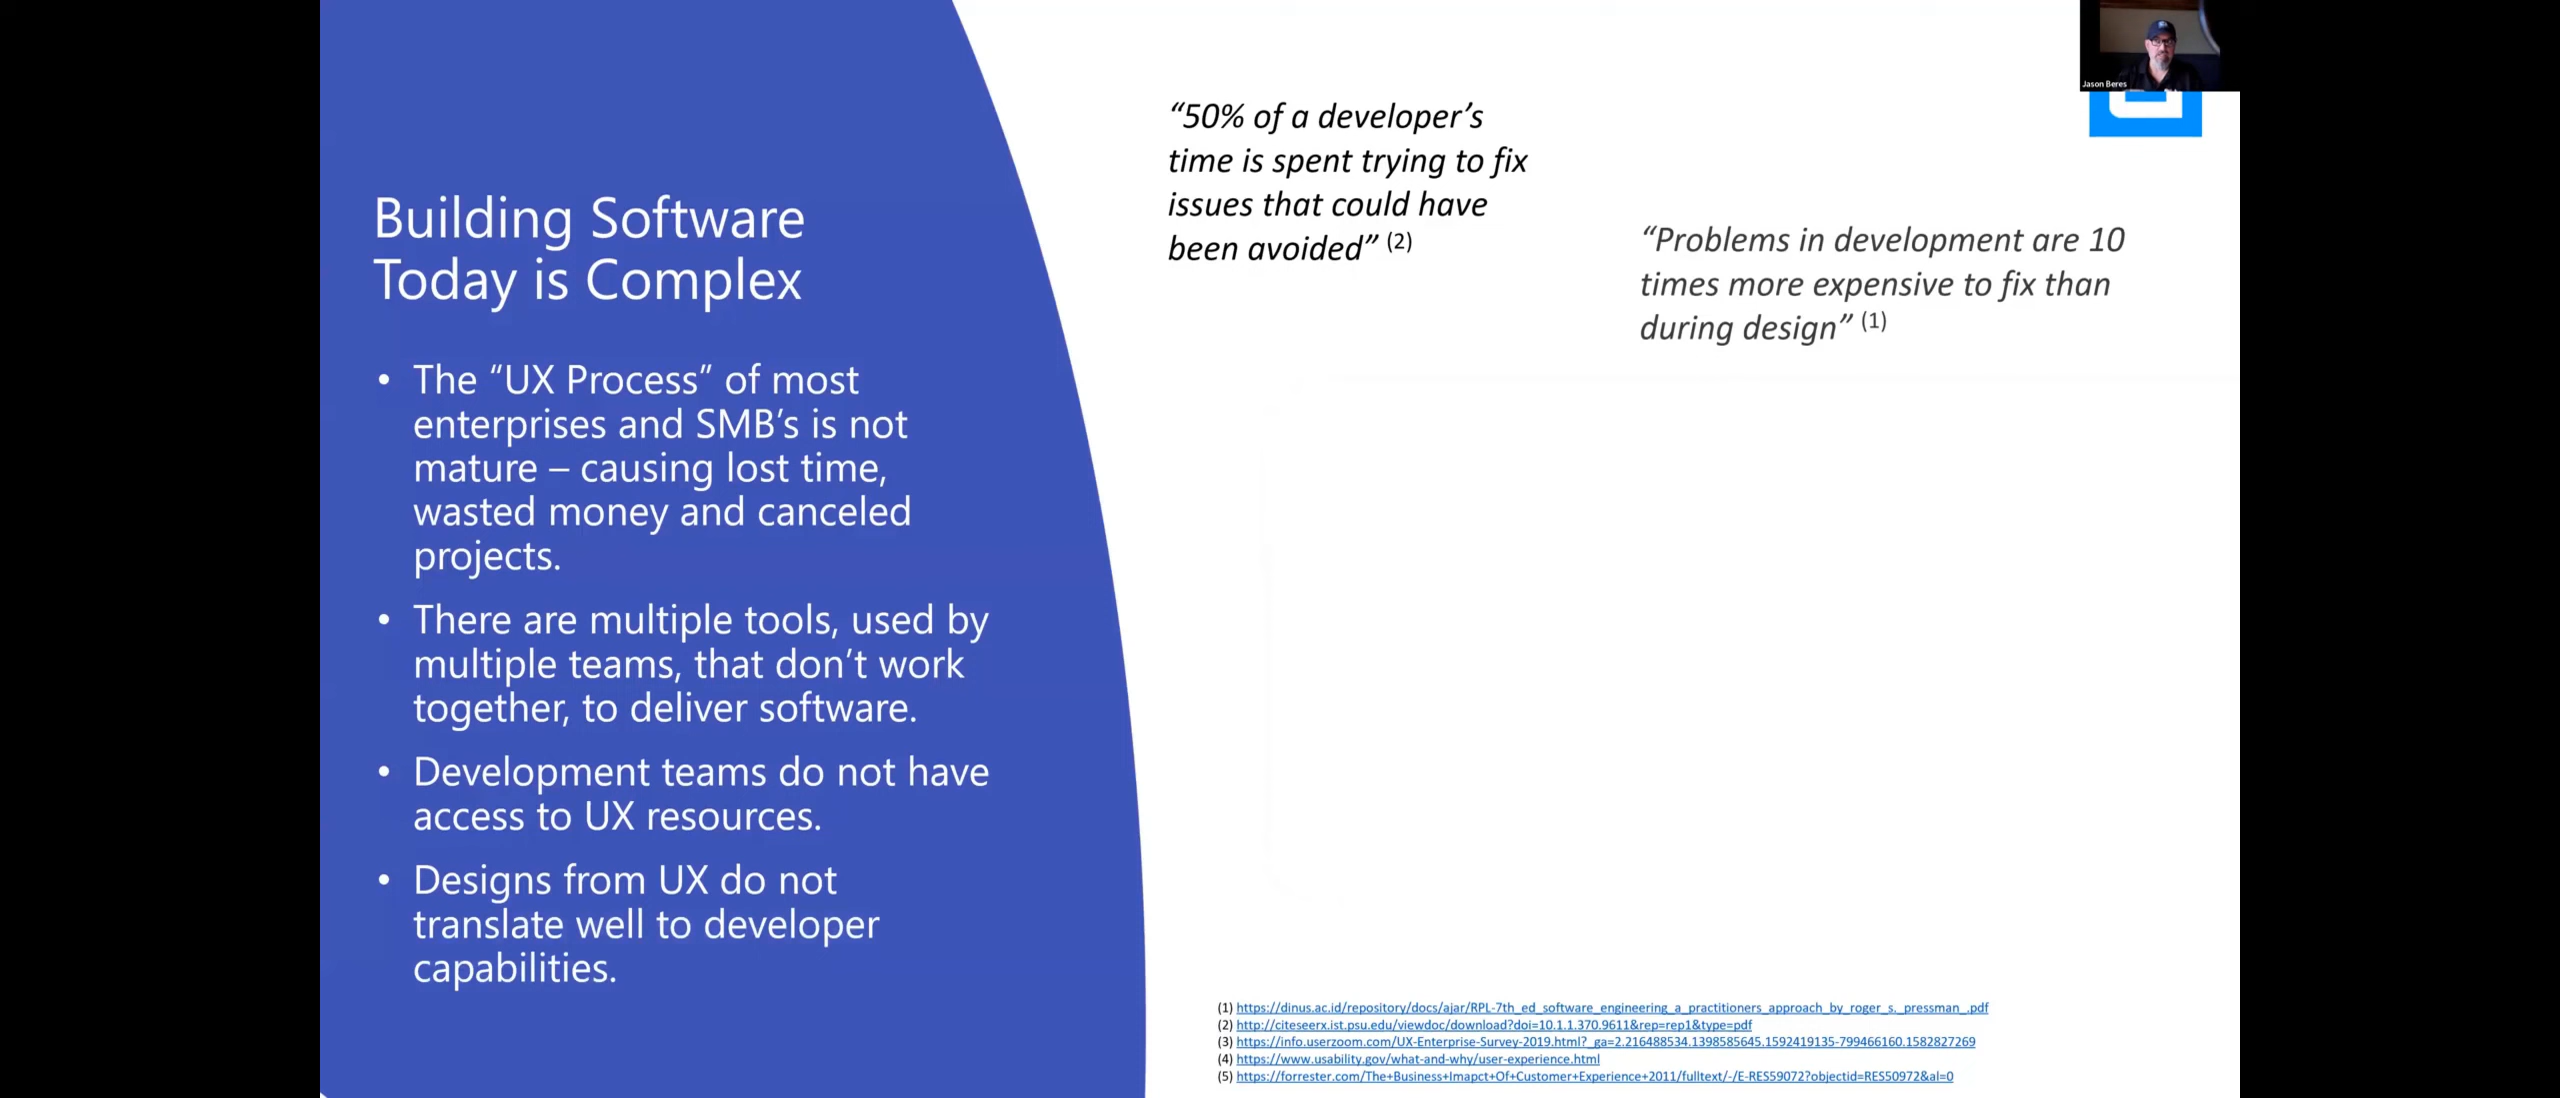 Building Software
Today is Complex
• The “UX Process” of most
enterprises and SMB’s is not
mature – causing lost time,
wasted money and canceled
projects.
• There are multiple tools, used by
multiple teams, that don’t work
together, to deliver software.
• Development teams do not have
access to UX resources.
• Designs from UX do not
translate well to developer
capabilities.
“50% of a developer’s
time is spent trying to fix
issues that could have
been avoided” (2)
“Problems in development are 10
times more expensive to fix than
during design” (1)
Jason Beres
(1) https://dinus.ac.id/repository/docs/ajar/RPL-7th_ed_software_engineering_a_practitioners_approach_by_roger_s._pressman_.pdf
(2) http://citeseerx.ist.psu.edu/viewdoc/download?doi=10.1.1.370.9611&rep=rep1&type=pdf
(3) https://info.userzoom.com/UX-Enterprise-Survey-2019.html?_ga=2.216488534.1398585645.1592419135-799466160.1582827269
(4) https://www.usability.gov/what-and-why/user-experience.html
(5) https://forrester.com/The+Business+Imapct+Of+Customer+Experience+2011/fulltext/-/E-RES59072?objectid=RES50972&al=0